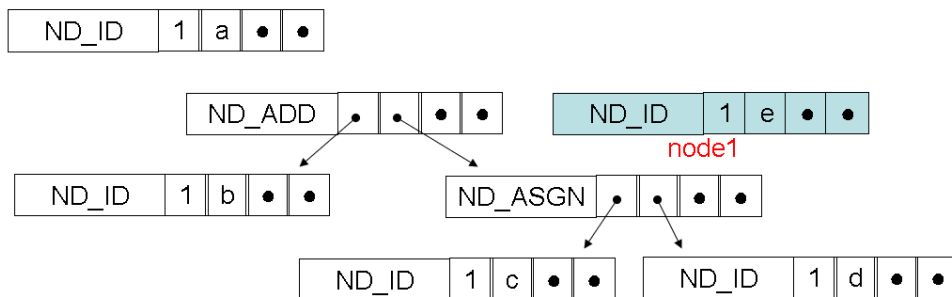 ND_ID 1 a
ND_ADD
ND_ID 1 e
node1
ND_ID 1 b
ND_ASGN
ND_ID 1 c
ND_ID 1 d